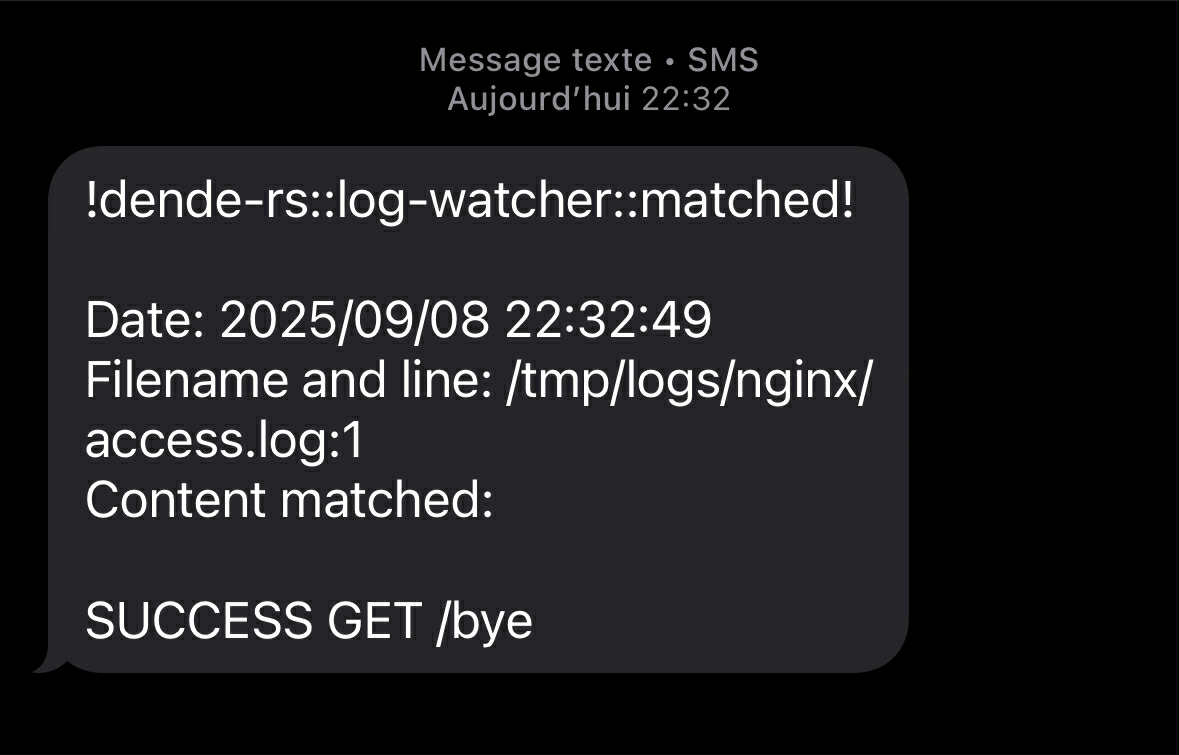 Message texte • SMS
Aujourd’hui 22:32
!dende-rs::log-watcher::matched!
Date: 2025/09/08 22:32:49
Filename and line: /tmp/logs/nginx/
access.log:1
Content matched:
SUCCESS GET /bye